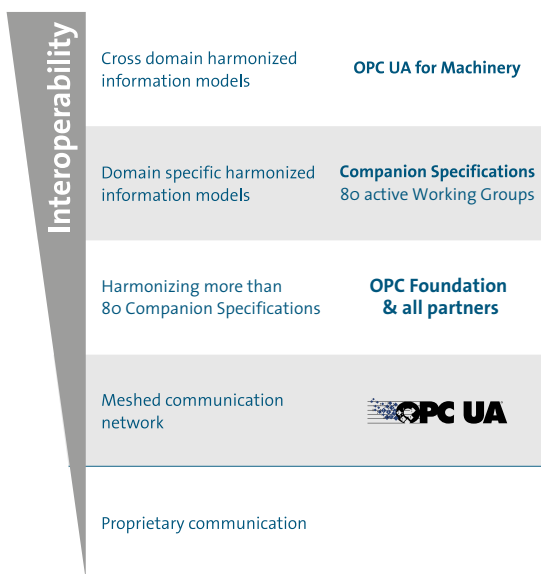 Interoperability
Cross domain harmonized
information models
OPC UA for Machinery
Domain specific harmonized
information models
Companion Specifications
80 active Working Groups
Harmonizing more than
80 Companion Specifications
OPC Foundation
& all partners
Meshed communication
network
OPC UA
Proprietary communication